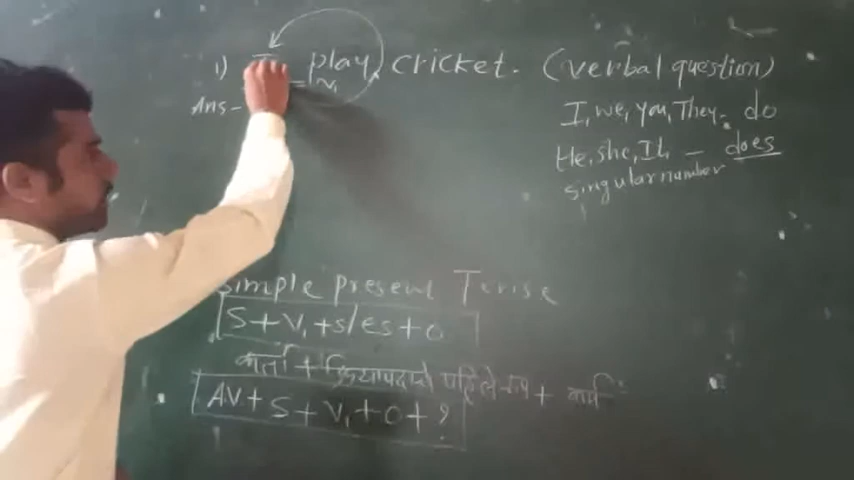 1) play, cricket. (verbal question)
V₁
Ans-
I, we, you, They - do
He, she, It, - does
singular number
Simple present Tense
S+V₁+s/es+o
कर्ता + क्रियापदाचे पहिले रूप + कर्म
AV+S+V₁+o+?